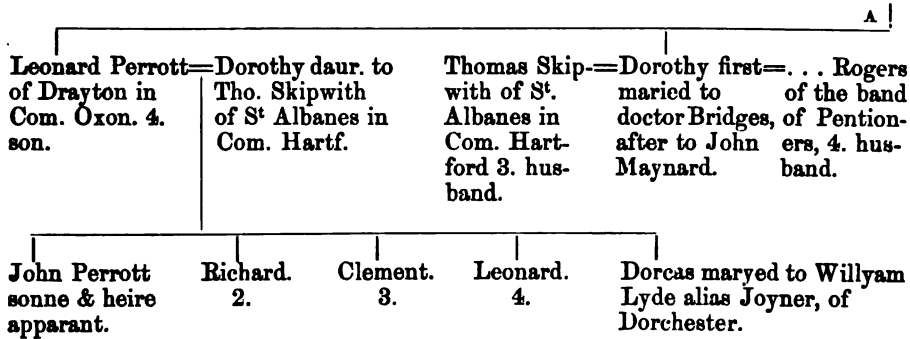 A
Leonard Perrott=Dorothy daur. to
of Drayton in Tho. Skipwith
Com. Oxon. 4. of St Albanes in
son. Com. Hartf.
Thomas Skip-=Dorothy first=. . . Rogers
with of St. maried to of the band
Albanes in doctor Bridges, of Pention-
Com. Hart- after to John ers, 4. hus-
ford 3. hus- Maynard. band.
band.
John Perrott
sonne & heire
apparant.
Richard.
2.
Clement.
3.
Leonard.
4.
Dorcas maryed to Willyam
Lyde alias Joyner, of
Dorchester.